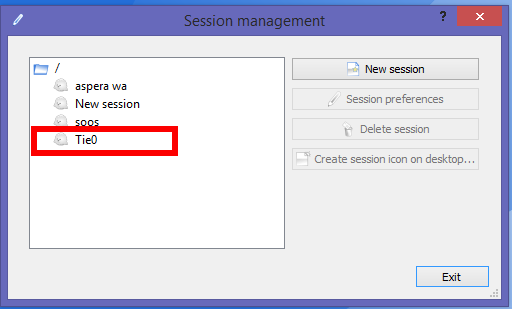 Session management
?
/
aspera wa
New session
soos
Tie0
New session
Session preferences
Delete session
Create session icon on desktop...
Exit